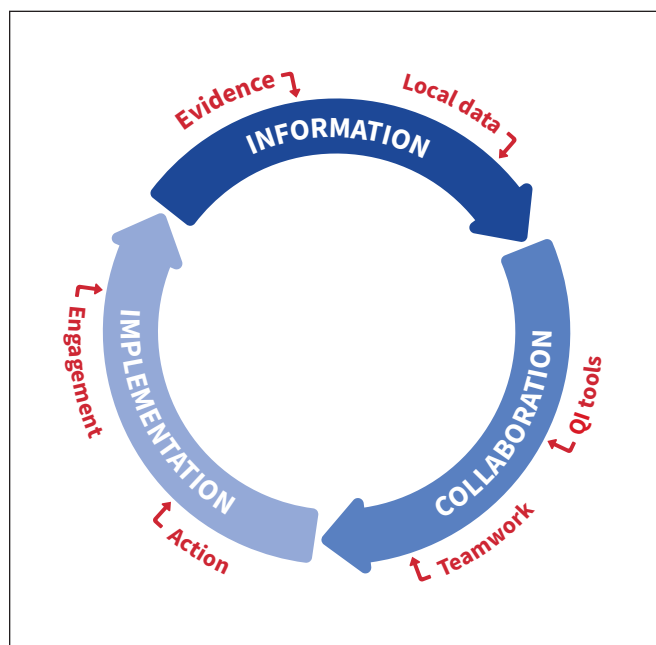 Evidence
Local data
INFORMATION
QI tools
COLLABORATION
Teamwork
Action
IMPLEMENTATION
Engagement